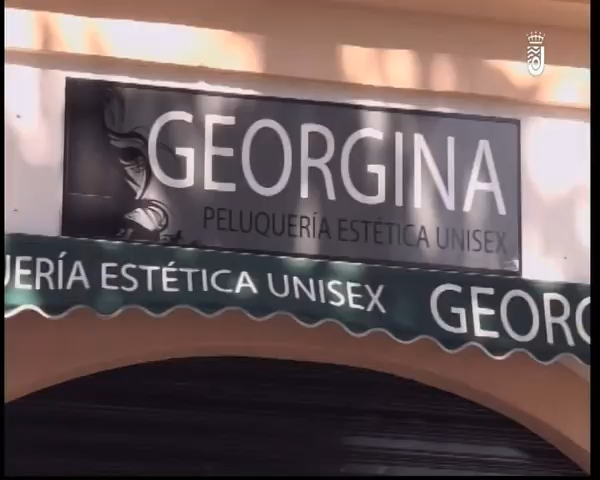 GEORGINA
PELUQUERÍA ESTÉTICA UNISEX
UERÍA ESTÉTICA UNISEX GEORG